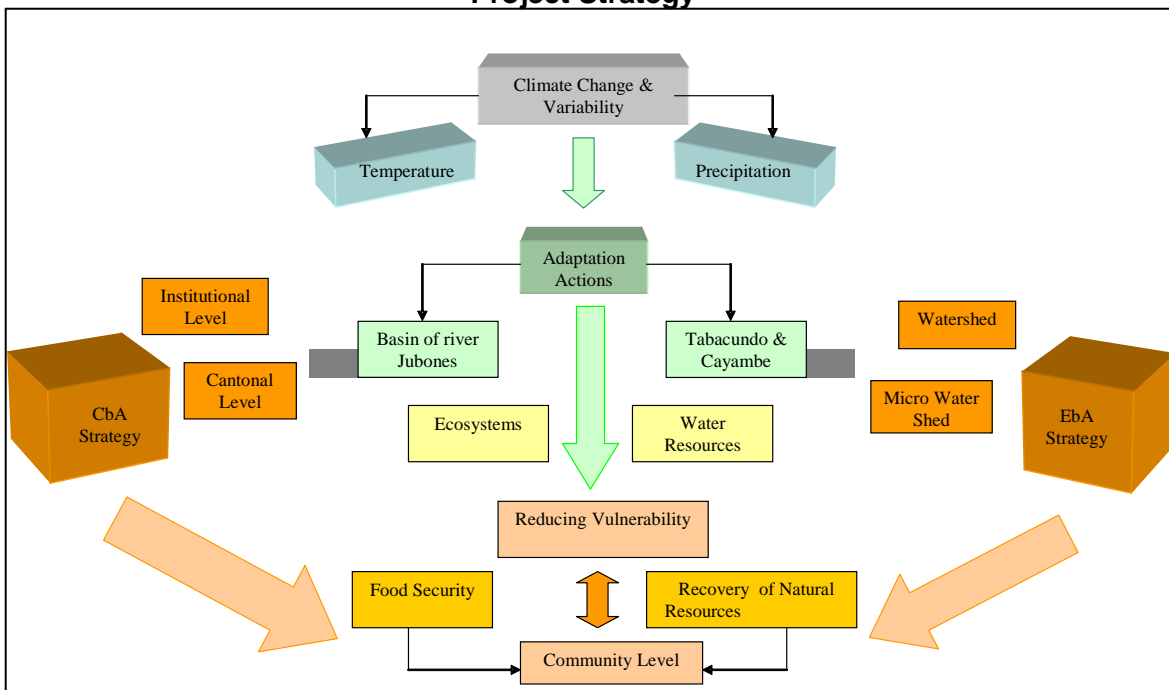 Project Strategy
Climate Change &
Variability
Temperature
Precipitation
Adaptation
Actions
Institutional
Level
Watershed
Basin of river
Jubones
Tabacundo &
Cayambe
Cantonal
Level
Micro Water
Shed
CbA
Strategy
EbA
Strategy
Ecosystems
Water
Resources
Reducing Vulnerability
Food Security
Recovery of Natural
Resources
Community Level